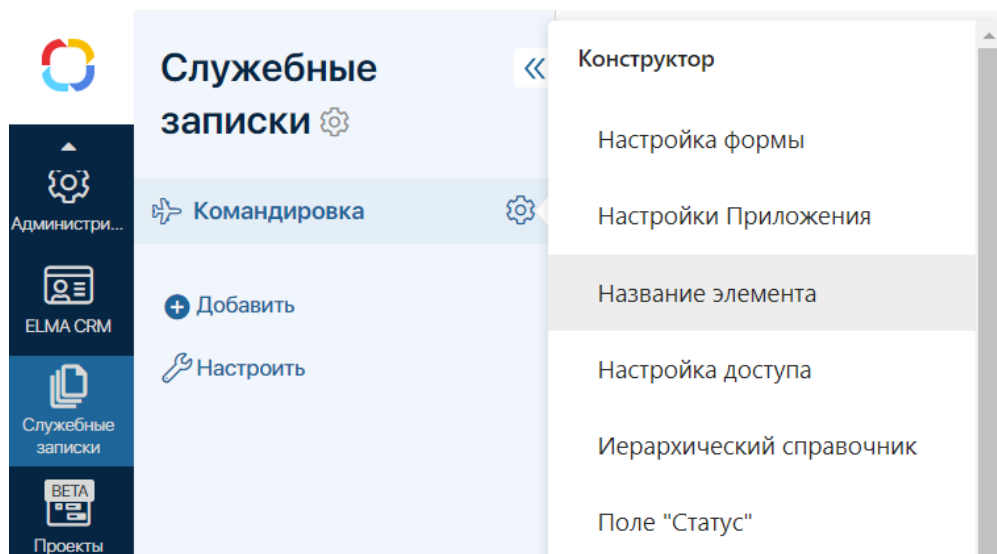 Служебные
записки
Командировка
Добавить
Настроить
Администри...
ELMA CRM
Служебные
записки
BETA
Проекты
Конструктор
Настройка формы
Настройки Приложения
Название элемента
Настройка доступа
Иерархический справочник
Поле "Статус"